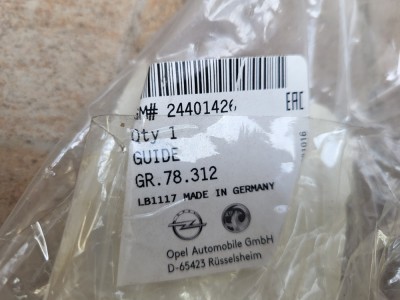 GM# 24401426
EAC
Qty 1
GUIDE
GR.78.312
LB1117 MADE IN GERMANY
Opel Automobile GmbH
D-65423 Rüsselsheim